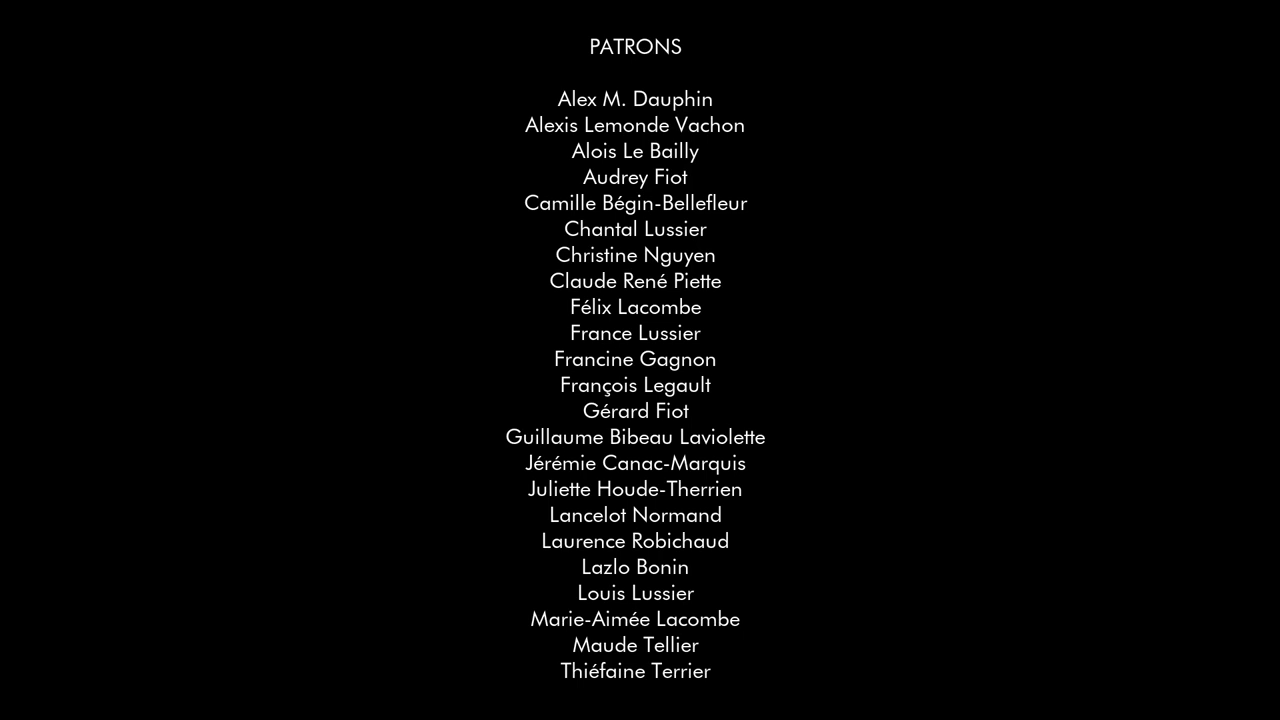 PATRONS
Alex M. Dauphin
Alexis Lemonde Vachon
Alois Le Bailly
Audrey Fiot
Camille Bégin-Bellefleur
Chantal Lussier
Christine Nguyen
Claude René Piette
Félix Lacombe
France Lussier
Francine Gagnon
François Legault
Gérard Fiot
Guillaume Bibeau Laviolette
Jérémie Canac-Marquis
Juliette Houde-Therrien
Lancelot Normand
Laurence Robichaud
Lazlo Bonin
Louis Lussier
Marie-Aimée Lacombe
Maude Tellier
Thiéfaine Terrier